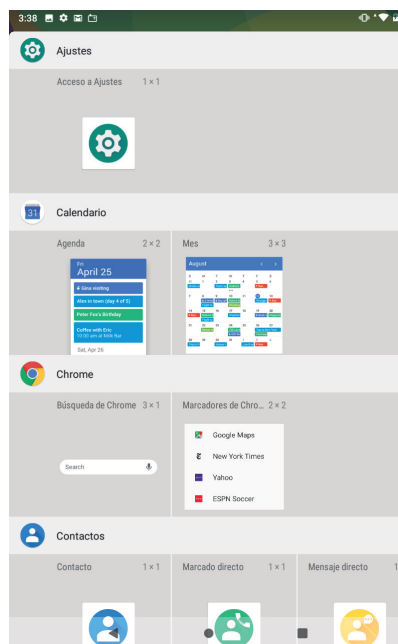 3:38
Ajustes
Acceso a Ajustes 1 × 1
31 Calendario
Agenda 2 × 2
Mes 3 × 3
Fri
April 25
Gina visiting
Alex in town (day 4 of 5)
Peter Fox's Birthday
Coffee with Eric
10:00 am at Milk Bar
Sat, Apr 26
August
Chrome
Búsqueda de Chrome 3 × 1
Marcadores de Chro... 2 × 2
Search
Google Maps
New York Times
Yahoo
ESPN Soccer
Contactos
Contacto 1 × 1
Marcado directo 1 × 1
Mensaje directo 1